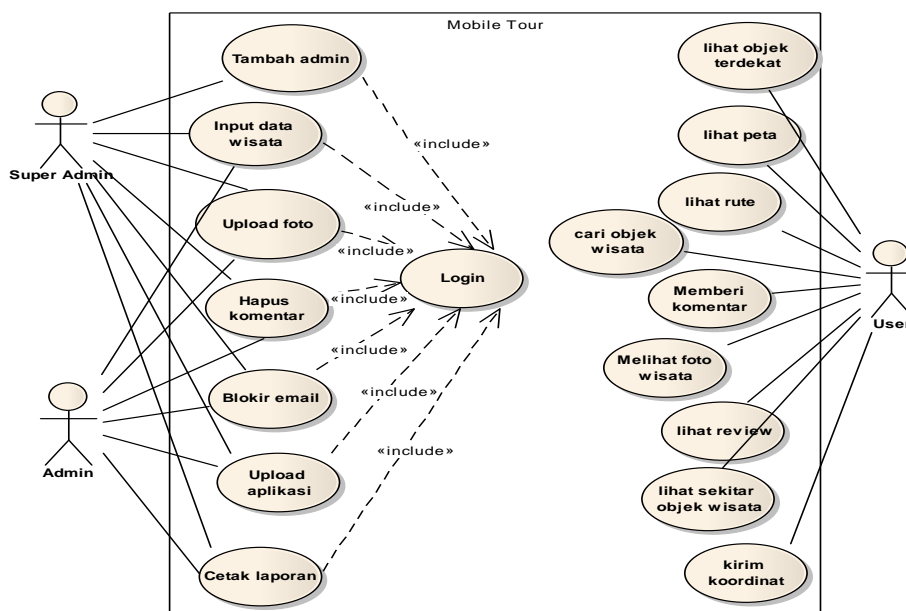 Mobile Tour
Tambah admin
Input data
wisata
Upload foto
Hapus
komentar
Blokir email
Upload
aplikasi
Cetak laporan
Super Admin
Admin
«include»
«include»
«include»
«include»
«include»
«include»
«include»
Login
lihat objek
terdekat
lihat peta
lihat rute
cari objek
wisata
Memberi
komentar
Melihat foto
wisata
lihat review
lihat sekitar
objek wisata
kirim
koordinat
User